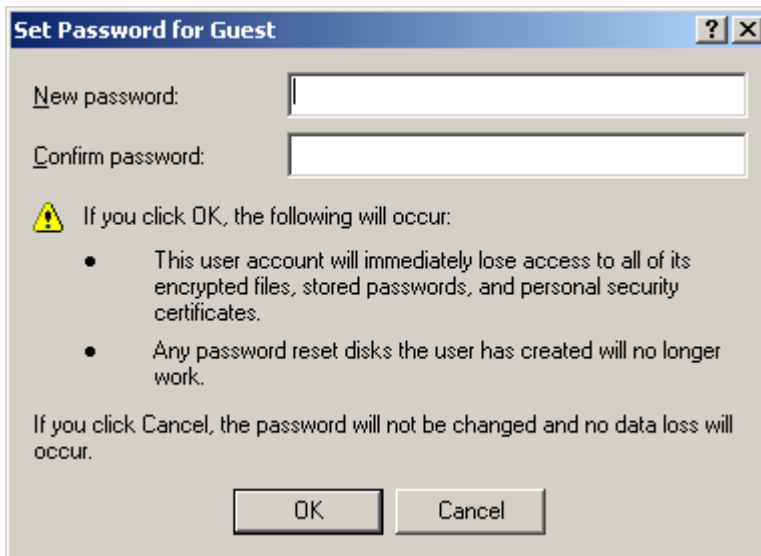 Set Password for Guest
New password:
Confirm password:
If you click OK, the following will occur:
• This user account will immediately lose access to all of its
encrypted files, stored passwords, and personal security
certificates.
• Any password reset disks the user has created will no longer
work.
If you click Cancel, the password will not be changed and no data loss will
occur.
OK
Cancel